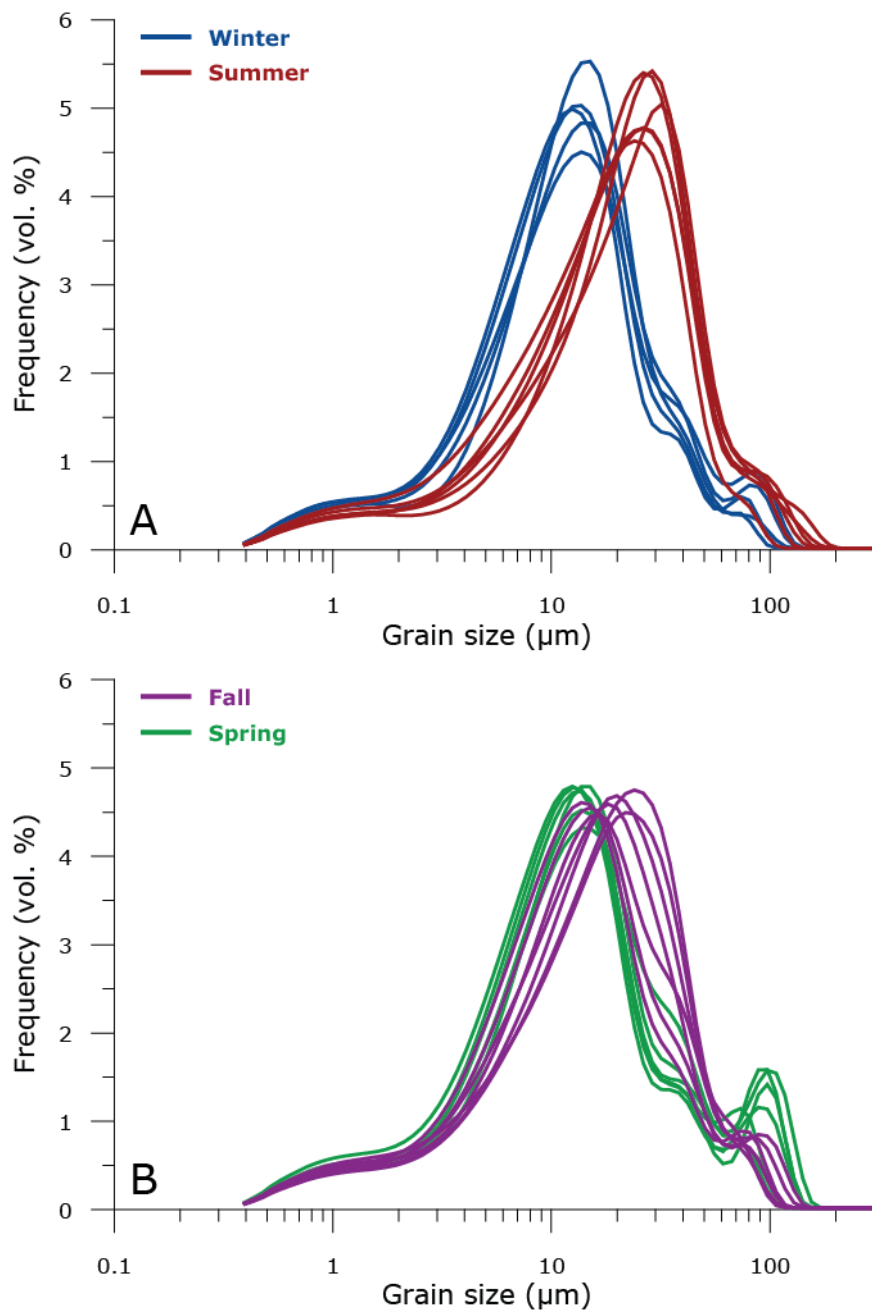 6
Winter
Summer
5
4
3
2
1
0
Frequency (vol. %)
A
0.1 1 10 100
Grain size (µm)
6
Fall
Spring
5
4
3
2
1
0
Frequency (vol. %)
B
0.1 1 10 100
Grain size (µm)